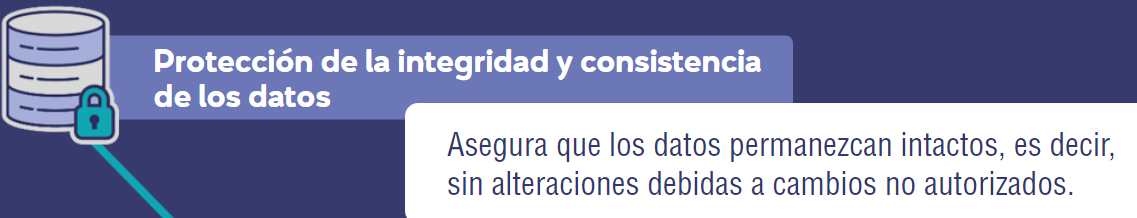 Protección de la integridad y consistencia
de los datos
Asegura que los datos permanezcan intactos, es decir,
sin alteraciones debidas a cambios no autorizados.